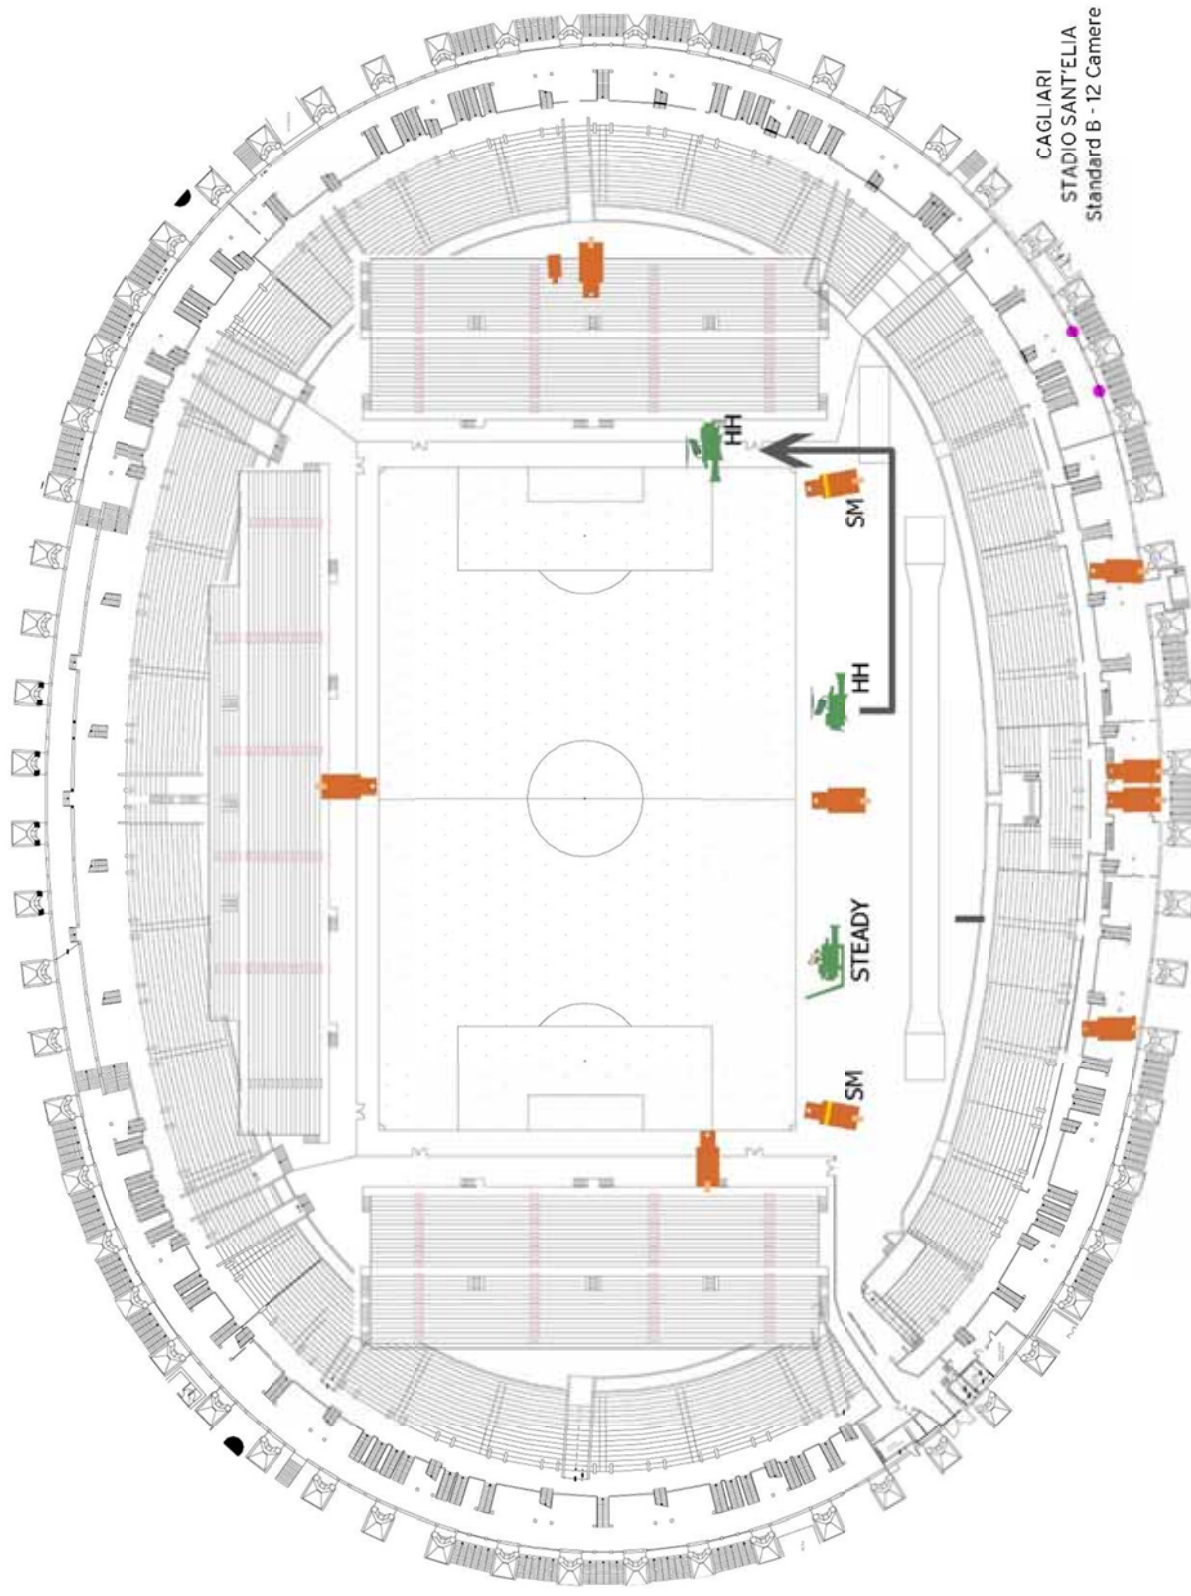 CAGLIARI
STADIO SANT'ELIA
Standard B - 12 Camere
HH
SM
HH
STEADY
SM